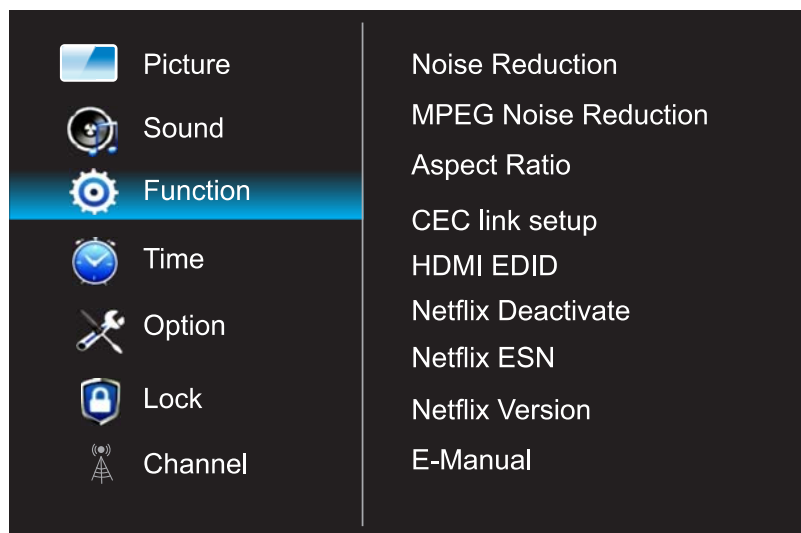 Picture
Sound
Function
Time
Option
Lock
Channel
Noise Reduction
MPEG Noise Reduction
Aspect Ratio
CEC link setup
HDMI EDID
Netflix Deactivate
Netflix ESN
Netflix Version
E-Manual